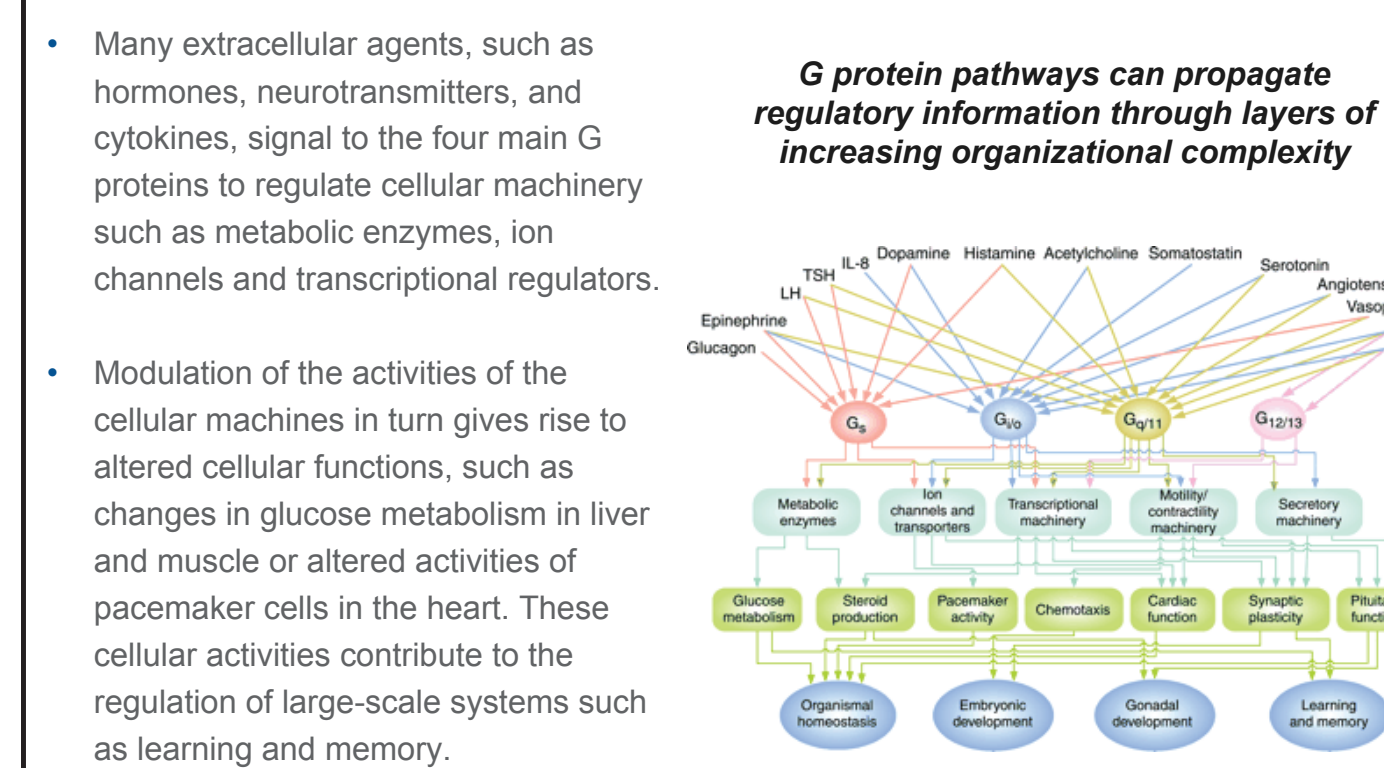 • Many extracellular agents, such as
hormones, neurotransmitters, and
cytokines, signal to the four main G
proteins to regulate cellular machinery
such as metabolic enzymes, ion
channels and transcriptional regulators.
• Modulation of the activities of the
cellular machines in turn gives rise to
altered cellular functions, such as
changes in glucose metabolism in liver
and muscle or altered activities of
pacemaker cells in the heart. These
cellular activities contribute to the
regulation of large-scale systems such
as learning and memory.
G protein pathways can propagate
regulatory information through layers of
increasing organizational complexity
Glucagon
Epinephrine
LH
TSH
IL-8
Dopamine
Histamine
Acetylcholine
Somatostatin
Serotonin
Angiotens
Vasop
Gs
Gi/o
Gq/11
G12/13
Metabolic
enzymes
Ion
channels and
transporters
Transcriptional
machinery
Motility/
contractility
machinery
Secretory
machinery
Glucose
metabolism
Steroid
production
Pacemaker
activity
Chemotaxis
Cardiac
function
Synaptic
plasticity
Pituita
functi
Organismal
homeostasis
Embryonic
development
Gonadal
development
Learning
and memory